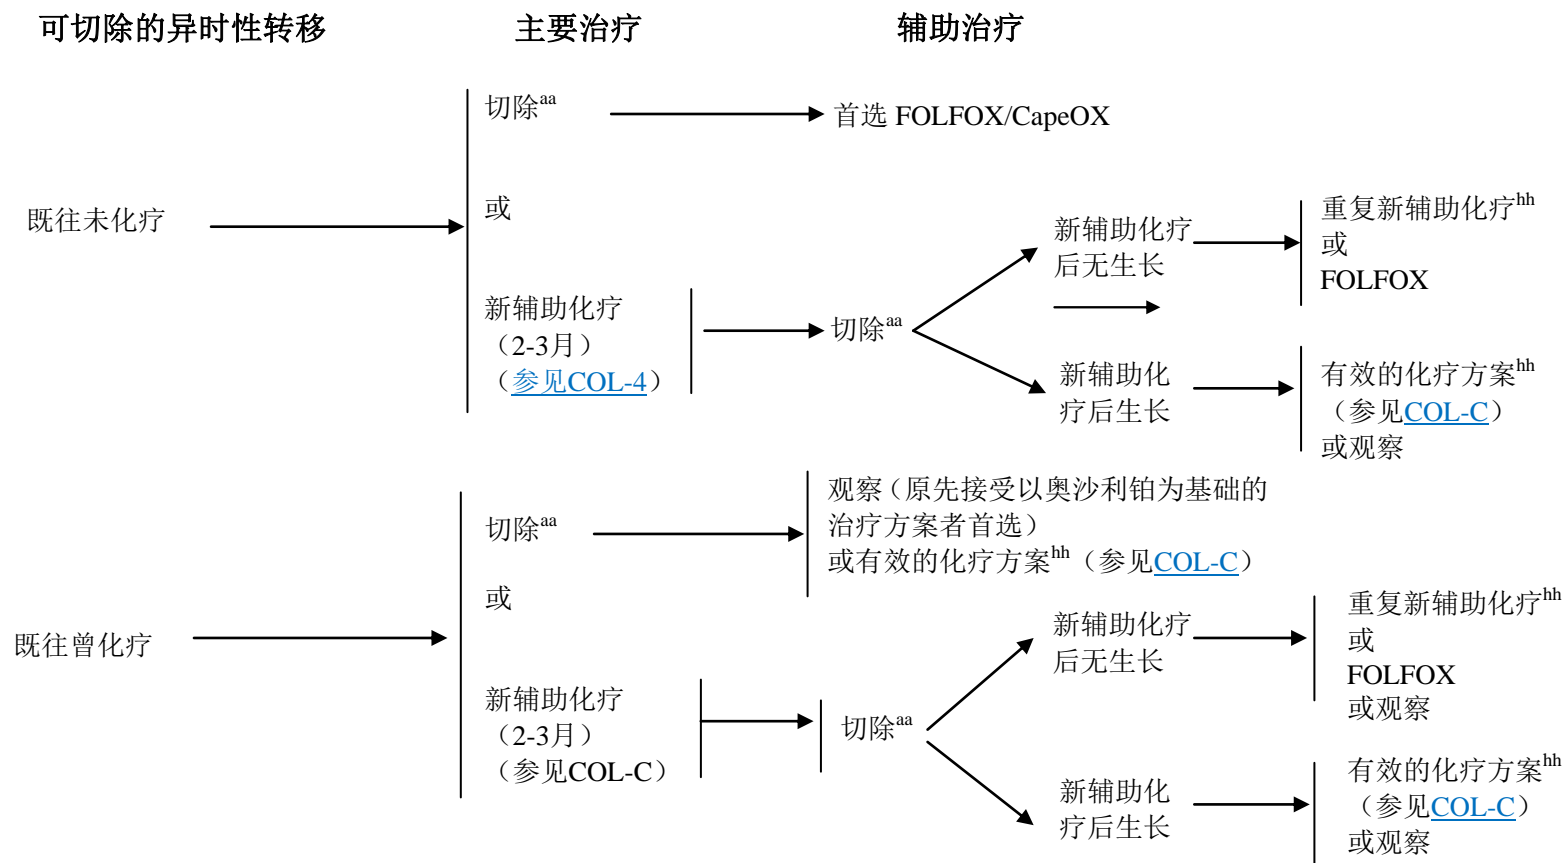 可切除的异时性转移
主要治疗
辅助治疗
既往未化疗
切除aa
首选 FOLFOX/CapeOX
或
新辅助化疗
（2-3月）
（参见COL-4）
切除aa
新辅助化疗
后无生长
重复新辅助化疗hh
或
FOLFOX
新辅助化
疗后生长
有效的化疗方案hh
（参见COL-C）
或观察
既往曾化疗
切除aa
观察（原先接受以奥沙利铂为基础的
治疗方案者首选）
或有效的化疗方案hh（参见COL-C）
或
新辅助化疗
（2-3月）
（参见COL-C）
切除aa
新辅助化疗
后无生长
重复新辅助化疗hh
或
FOLFOX
或观察
新辅助化
疗后生长
有效的化疗方案hh
（参见COL-C）
或观察